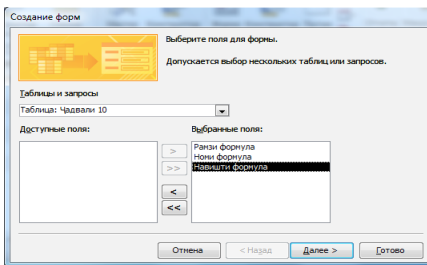 Создание форм
Выберите поля для формы.
Допускается выбор нескольких таблиц или запросов.
Таблицы и запросы
Таблица: Чадвали 10
Доступные поля:
Выбранные поля:
Рамзи формула
Номи формула
Навишти формула
>
>>
<
<<
Отмена
< Назад
Далее >
Готово